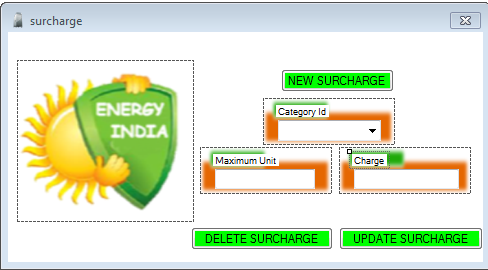 surcharge
ENERGY
INDIA
NEW SURCHARGE
Category Id
Maximum Unit
Charge
DELETE SURCHARGE
UPDATE SURCHARGE